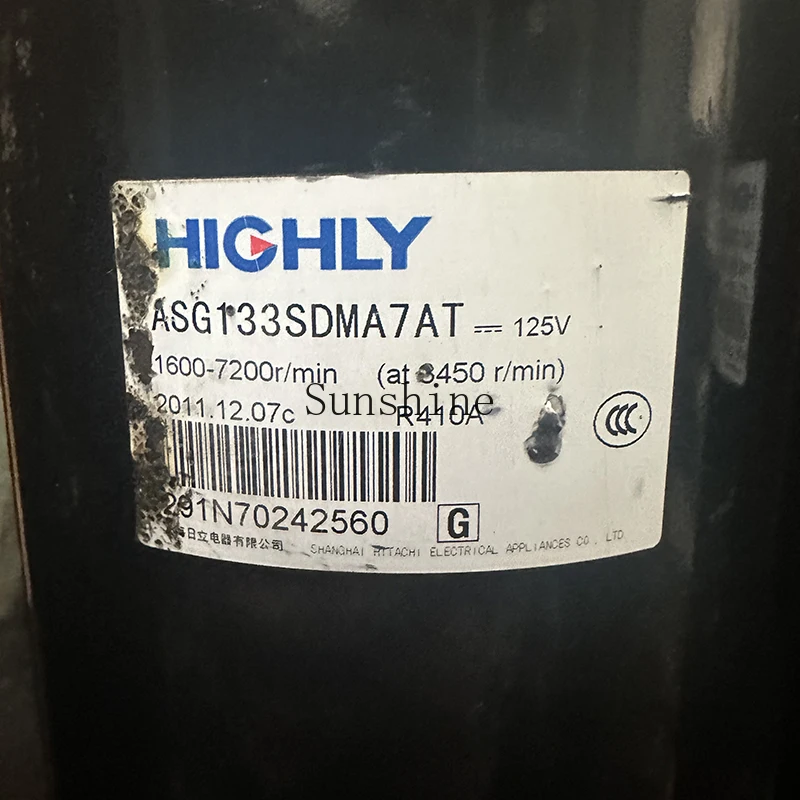 HIGHLY
ASG133SDMA7AT ⎓ 125V
1600-7200r/min (at 3450 r/min)
2011.12.07c R410A
Sunshine
291N70242560 G
海日立电器有限公司 SHANGHAI HITACHI ELECTRICAL APPLIANCES CO., LTD